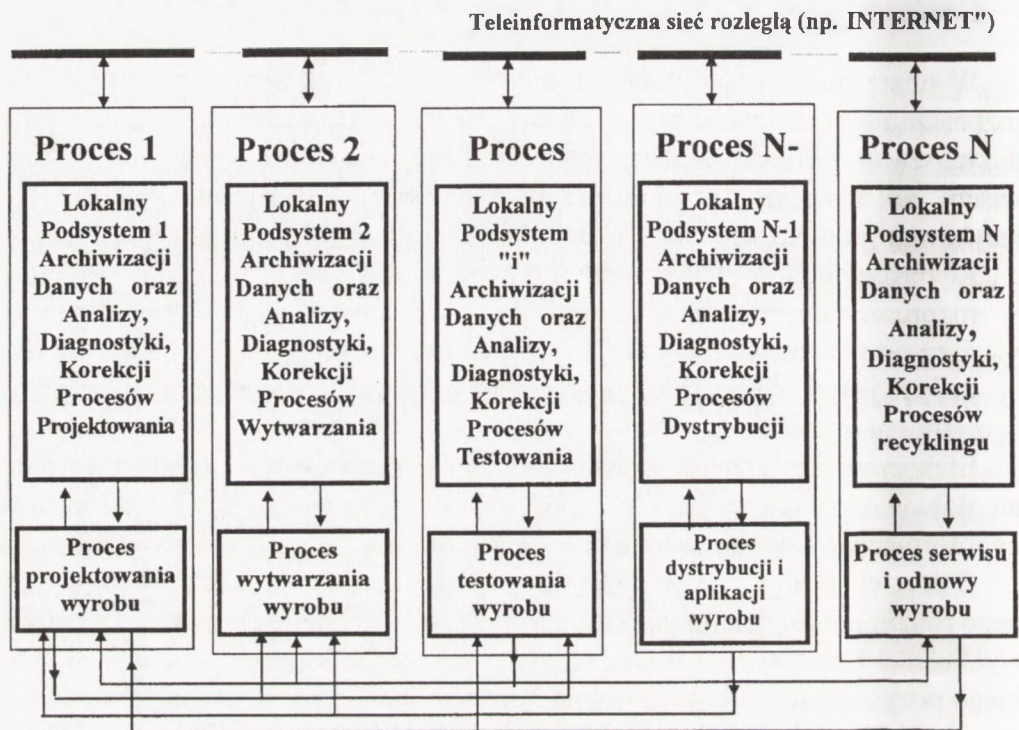 Teleinformatyczna sieć rozległą (np. INTERNET")
Proces 1
Lokalny
Podsystem 1
Archiwizacji
Danych oraz
Analizy,
Diagnostyki,
Korekcji
Procesów
Projektowania
Proces
projektowania
wyrobu
Proces 2
Lokalny
Podsystem 2
Archiwizacji
Danych oraz
Analizy,
Diagnostyki,
Korekcji
Procesów
Wytwarzania
Proces
wytwarzania
wyrobu
Proces
Lokalny
Podsystem
"i"
Archiwizacji
Danych oraz
Analizy,
Diagnostyki,
Korekcji
Procesów
Testowania
Proces
testowania
wyrobu
Proces N-
Lokalny
Podsystem N-1
Archiwizacji
Danych oraz
Analizy,
Diagnostyki,
Korekcji
Procesów
Dystrybucji
Proces
dystrybucji i
aplikacji
wyrobu
Proces N
Lokalny
Podsystem N
Archiwizacji
Danych oraz
Analizy,
Diagnostyki,
Korekcji
Procesów
recyklingu
Proces serwisu
i odnowy
wyrobu